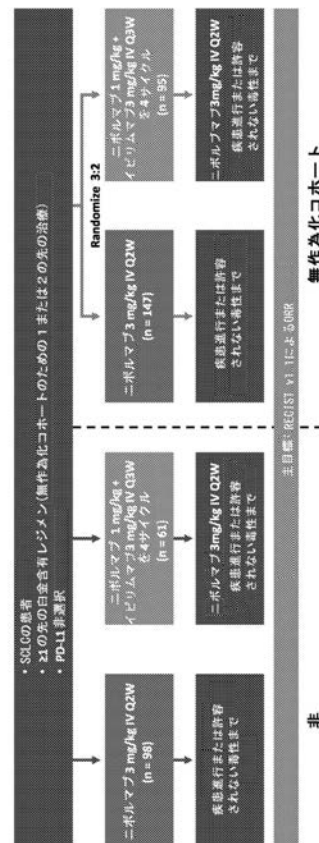 • SCLCの患者
• ≥1の先の白金含有レジメン(無作為化コホートのための1または2の先の治療)
• PD-L1非選択
Randomize 3:2
ニボルマブ3 mg/kg IV Q2W
(n = 98)
ニボルマブ 1 mg/kg +
イピリムマブ3 mg/kg IV Q3W
を4サイクル
(n = 61)
ニボルマブ3 mg/kg IV Q2W
(n = 147)
ニボルマブ 1 mg/kg +
イピリムマブ3 mg/kg IV Q3W
を4サイクル
(n = 95)
疾患進行または許容
されない毒性まで
ニボルマブ 3mg/kg IV Q2W
疾患進行または許容
されない毒性まで
疾患進行または許容
されない毒性まで
ニボルマブ3mg/kg IV Q2W
疾患進行または許容
されない毒性まで
主目標: RECIST v1.1によるORR
非
無作為化コホート